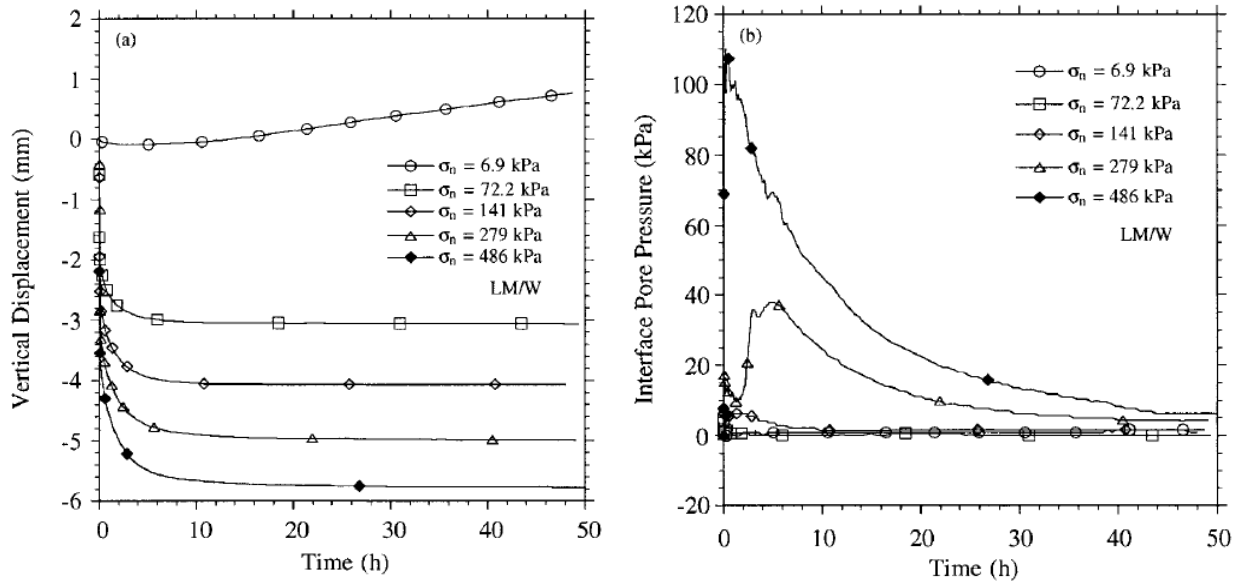 (a)
2
1
0
-1
-2
-3
-4
-5
-6
Vertical Displacement (mm)
σn = 6.9 kPa
σn = 72.2 kPa
σn = 141 kPa
σn = 279 kPa
σn = 486 kPa
LM/W
0 10 20 30 40 50
Time (h)
(b)
120
100
80
60
40
20
0
-20
Interface Pore Pressure (kPa)
σn = 6.9 kPa
σn = 72.2 kPa
σn = 141 kPa
σn = 279 kPa
σn = 486 kPa
LM/W
0 10 20 30 40 50
Time (h)